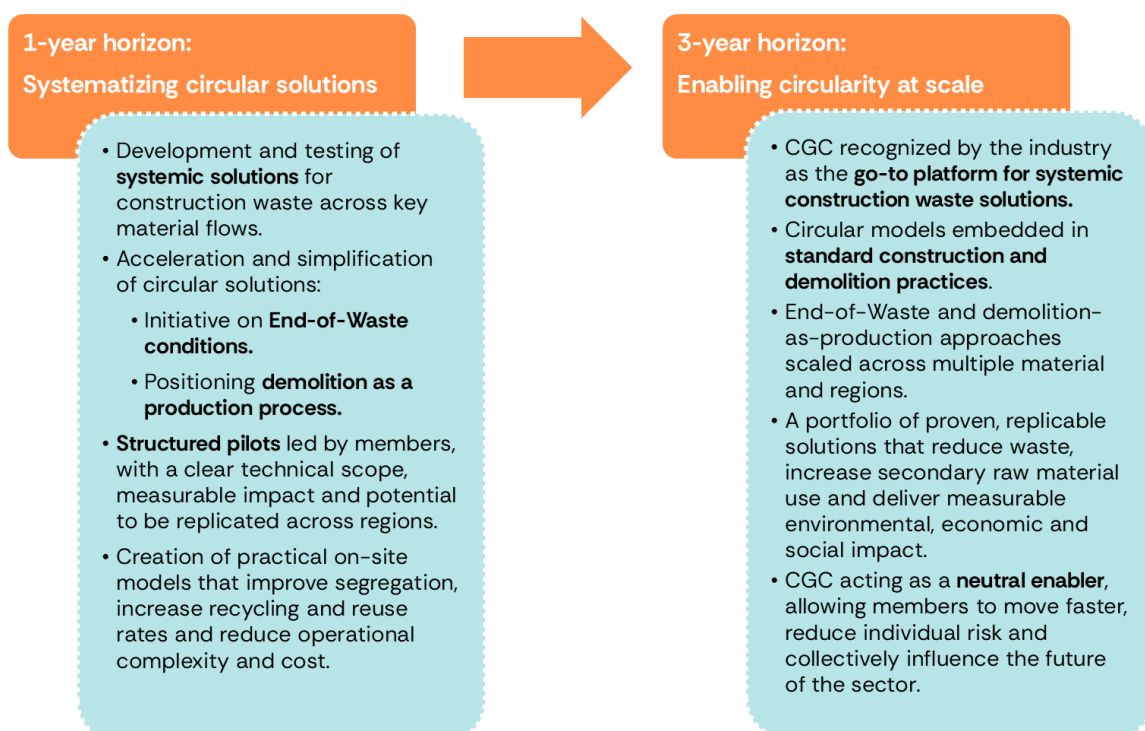 1-year horizon:
Systematizing circular solutions
• Development and testing of
systemic solutions for
construction waste across key
material flows.
• Acceleration and simplification
of circular solutions:
• Initiative on End-of-Waste
conditions.
• Positioning demolition as a
production process.
• Structured pilots led by members,
with a clear technical scope,
measurable impact and potential
to be replicated across regions.
• Creation of practical on-site
models that improve segregation,
increase recycling and reuse
rates and reduce operational
complexity and cost.
3-year horizon:
Enabling circularity at scale
• CGC recognized by the industry
as the go-to platform for systemic
construction waste solutions.
• Circular models embedded in
standard construction and
demolition practices.
• End-of-Waste and demolition-
as-production approaches
scaled across multiple material
and regions.
• A portfolio of proven, replicable
solutions that reduce waste,
increase secondary raw material
use and deliver measurable
environmental, economic and
social impact.
• CGC acting as a neutral enabler,
allowing members to move faster,
reduce individual risk and
collectively influence the future
of the sector.